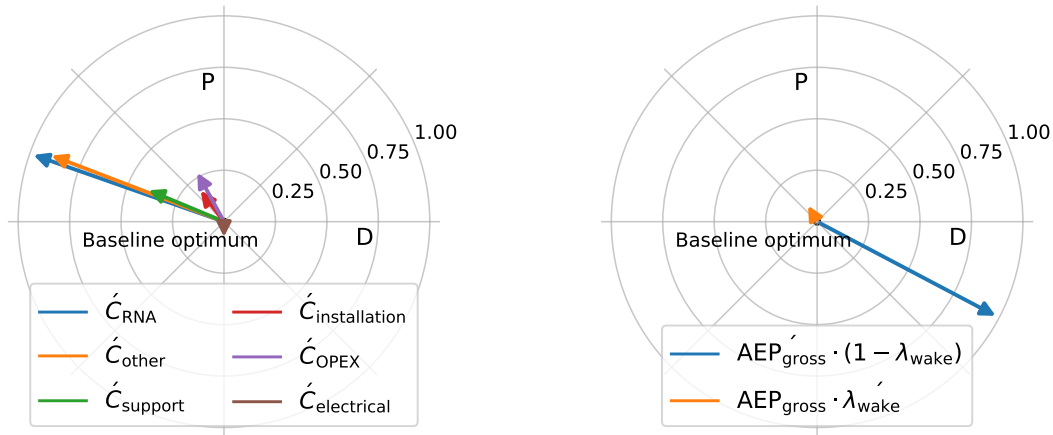 P
1.00
0.75
0.50
0.25
Baseline optimum
D
Ć_RNA
Ć_installation
Ć_other
Ć_OPEX
Ć_support
Ć_electrical
P
1.00
0.75
0.50
0.25
Baseline optimum
D
AEP´_gross · (1 − λ_wake)
AEP_gross · λ´_wake